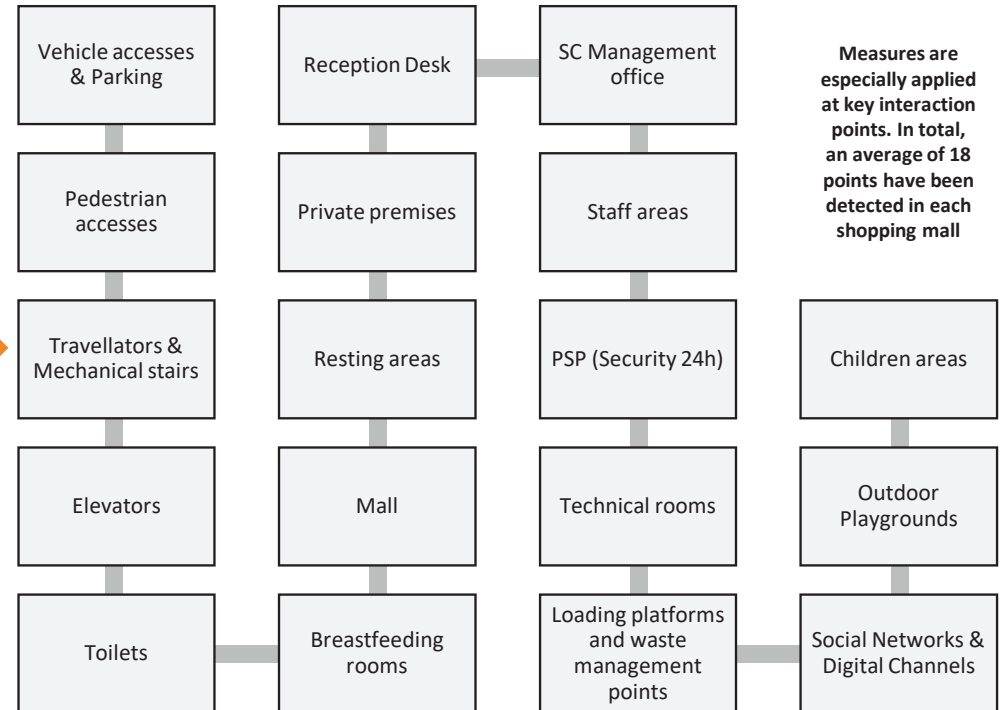 Vehicle accesses
& Parking
Pedestrian
accesses
Travellators &
Mechanical stairs
Elevators
Toilets
Breastfeeding
rooms
Mall
Resting areas
Private premises
Reception Desk
SC Management
office
Staff areas
PSP (Security 24h)
Technical rooms
Loading platforms
and waste
management
points
Social Networks &
Digital Channels
Outdoor
Playgrounds
Children areas
Measures are
especially applied
at key interaction
points. In total,
an average of 18
points have been
detected in each
shopping mall